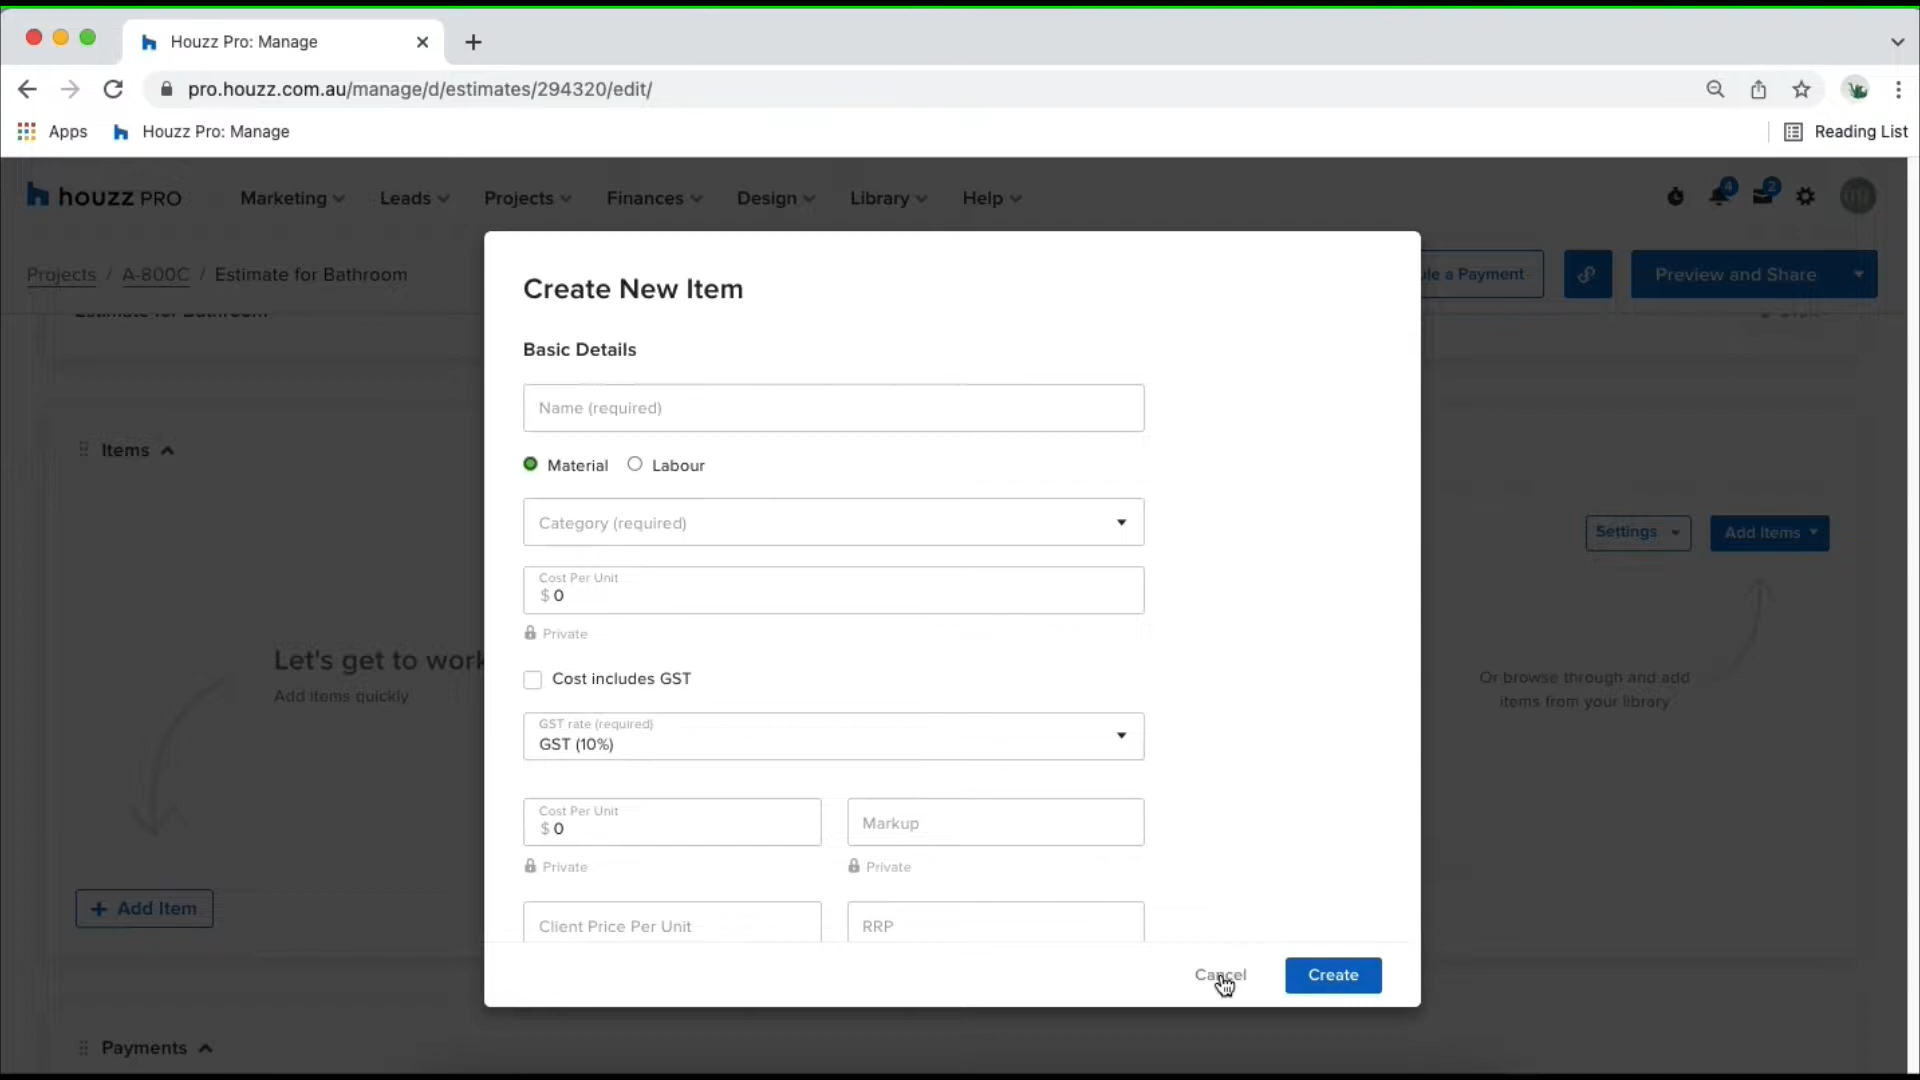 Houzz Pro: Manage
pro.houzz.com.au/manage/d/estimates/294320/edit/
Apps
Houzz Pro: Manage
Reading List
houzz PRO
Marketing
Leads
Projects
Finances
Design
Library
Help
4
2
Projects / A-800C / Estimate for Bathroom
a Payment
Preview and Share
Estimate for Bathroom
Items
Settings
Add Items
Let's get to work
Add items quickly
Or browse through and add
items from your library
+ Add Item
Payments
Create New Item
Basic Details
Name (required)
Material
Labour
Category (required)
Cost Per Unit
$ 0
Private
Cost includes GST
GST rate (required)
GST (10%)
Cost Per Unit
$ 0
Markup
Private
Private
Client Price Per Unit
RRP
Cancel
Create